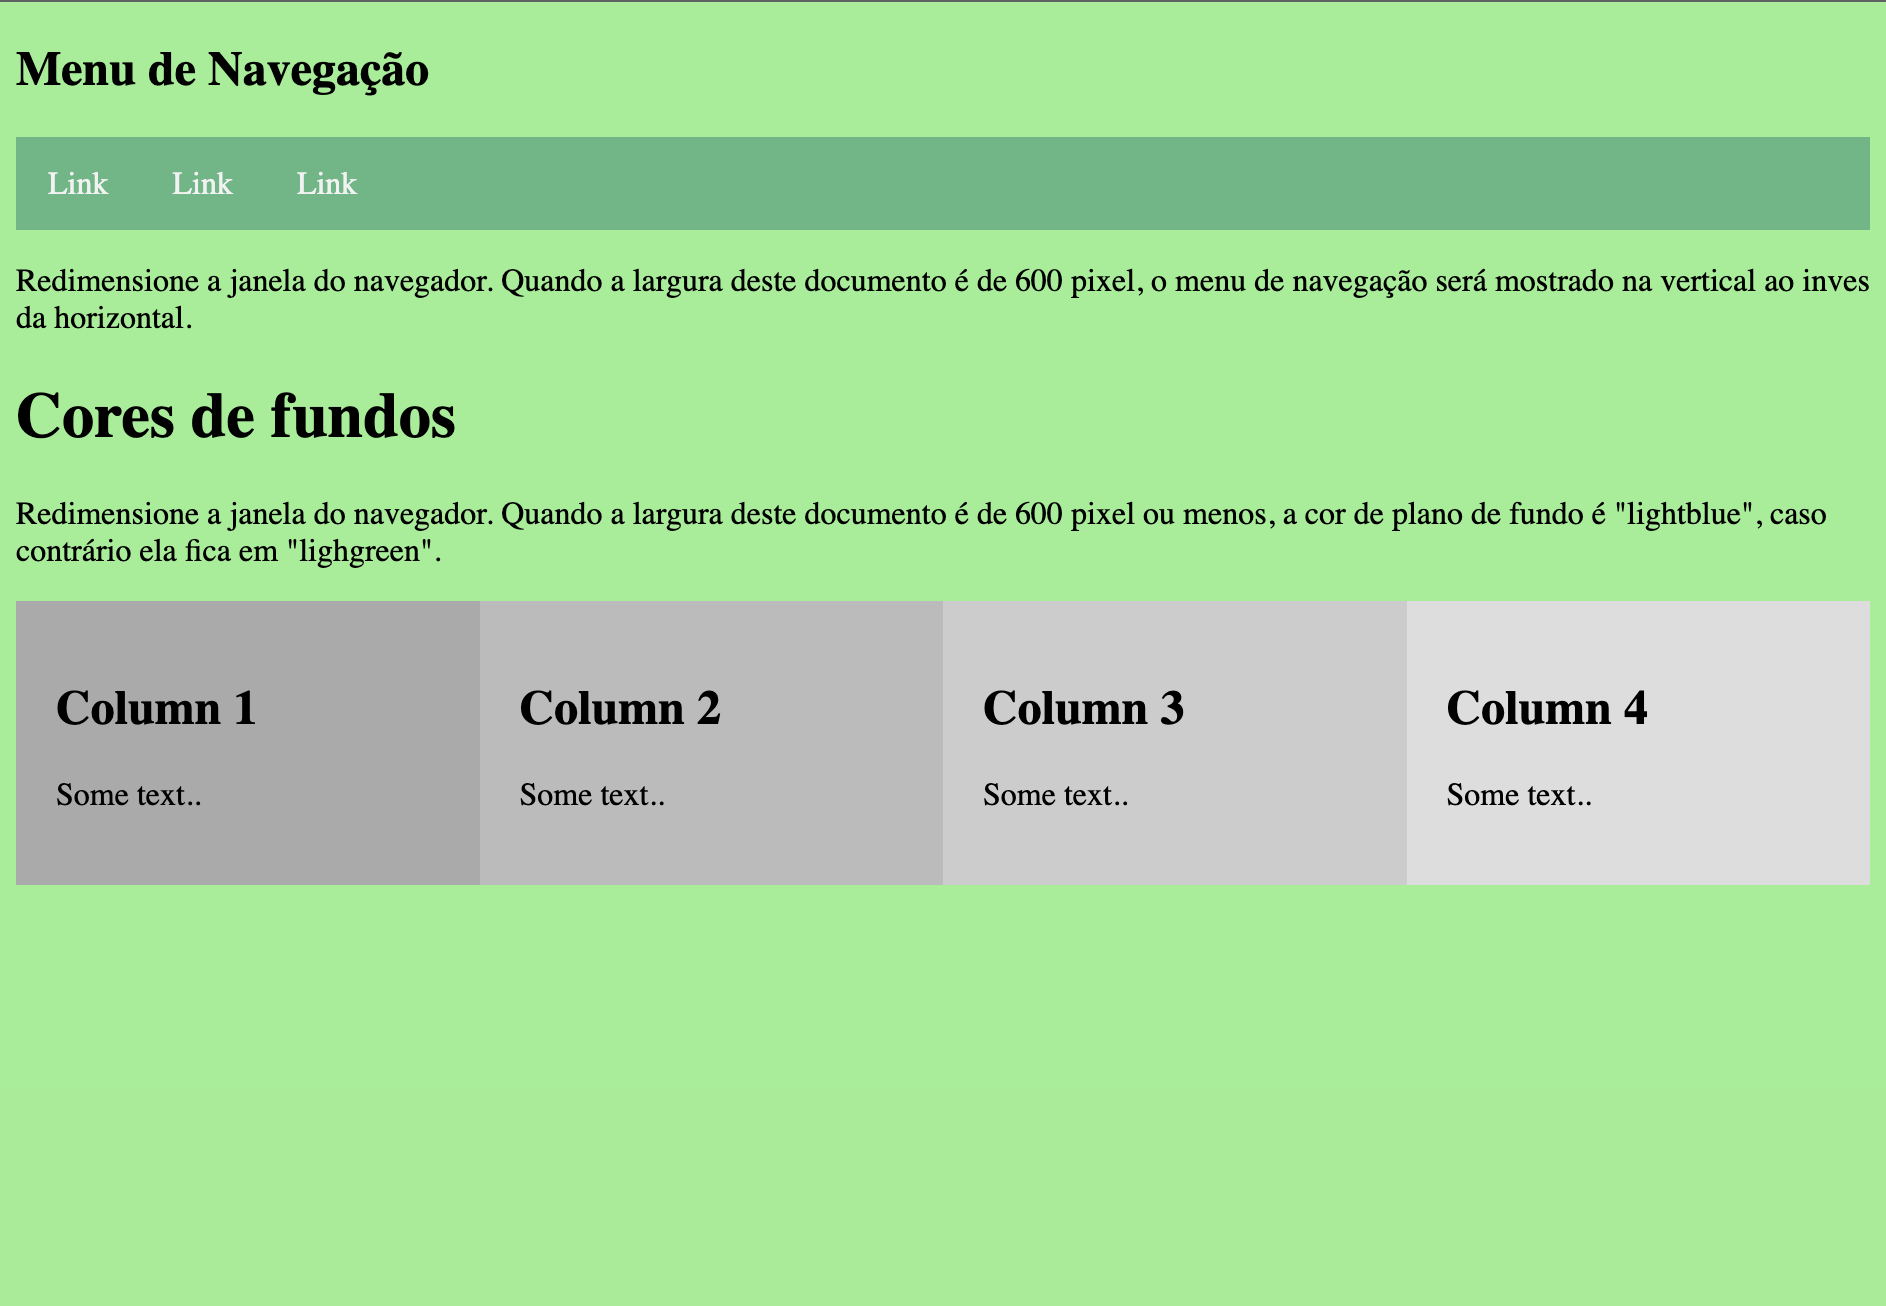 Menu de Navegação
Link Link Link
Redimensione a janela do navegador. Quando a largura deste documento é de 600 pixel, o menu de navegação será mostrado na vertical ao inves
da horizontal.
Cores de fundos
Redimensione a janela do navegador. Quando a largura deste documento é de 600 pixel ou menos, a cor de plano de fundo é "lightblue", caso
contrário ela fica em "lighgreen".
Column 1 Column 2 Column 3 Column 4
Some text.. Some text.. Some text.. Some text..